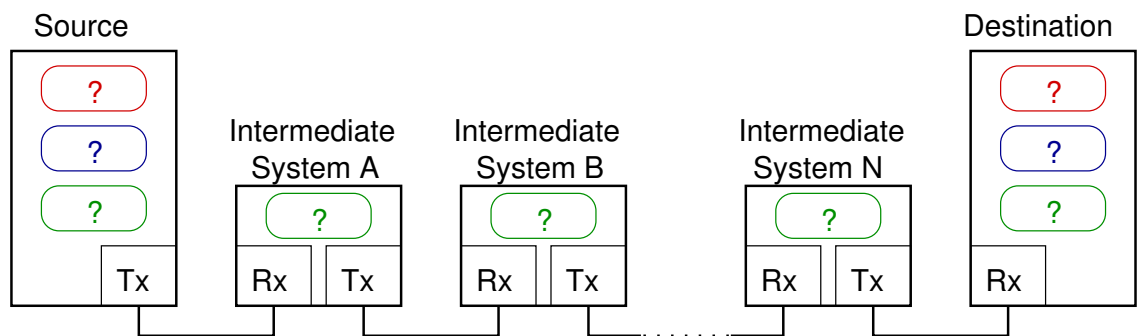 Source
Destination
?
?
?
Tx
Intermediate
System A
?
Rx
Tx
Intermediate
System B
?
Rx
Tx
Intermediate
System N
?
Rx
Tx
?
?
?
Rx